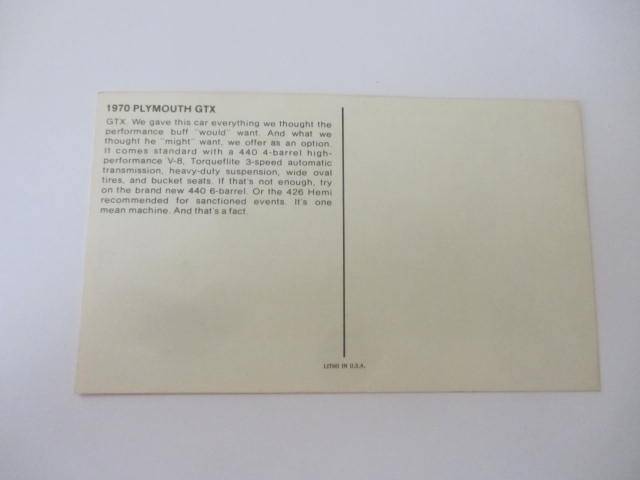 1970 PLYMOUTH GTX
GTX. We gave this car everything we thought the
performance buff "would" want. And what we
thought he "might" want, we offer as an option.
It comes standard with a 440 4-barrel high-
performance V-8, Torqueflite 3-speed automatic
transmission, heavy-duty suspension, wide oval
tires, and bucket seats. If that's not enough, try
on the brand new 440 6-barrel. Or the 426 Hemi
recommended for sanctioned events. It's one
mean machine. And that's a fact.
LITHO IN U.S.A.